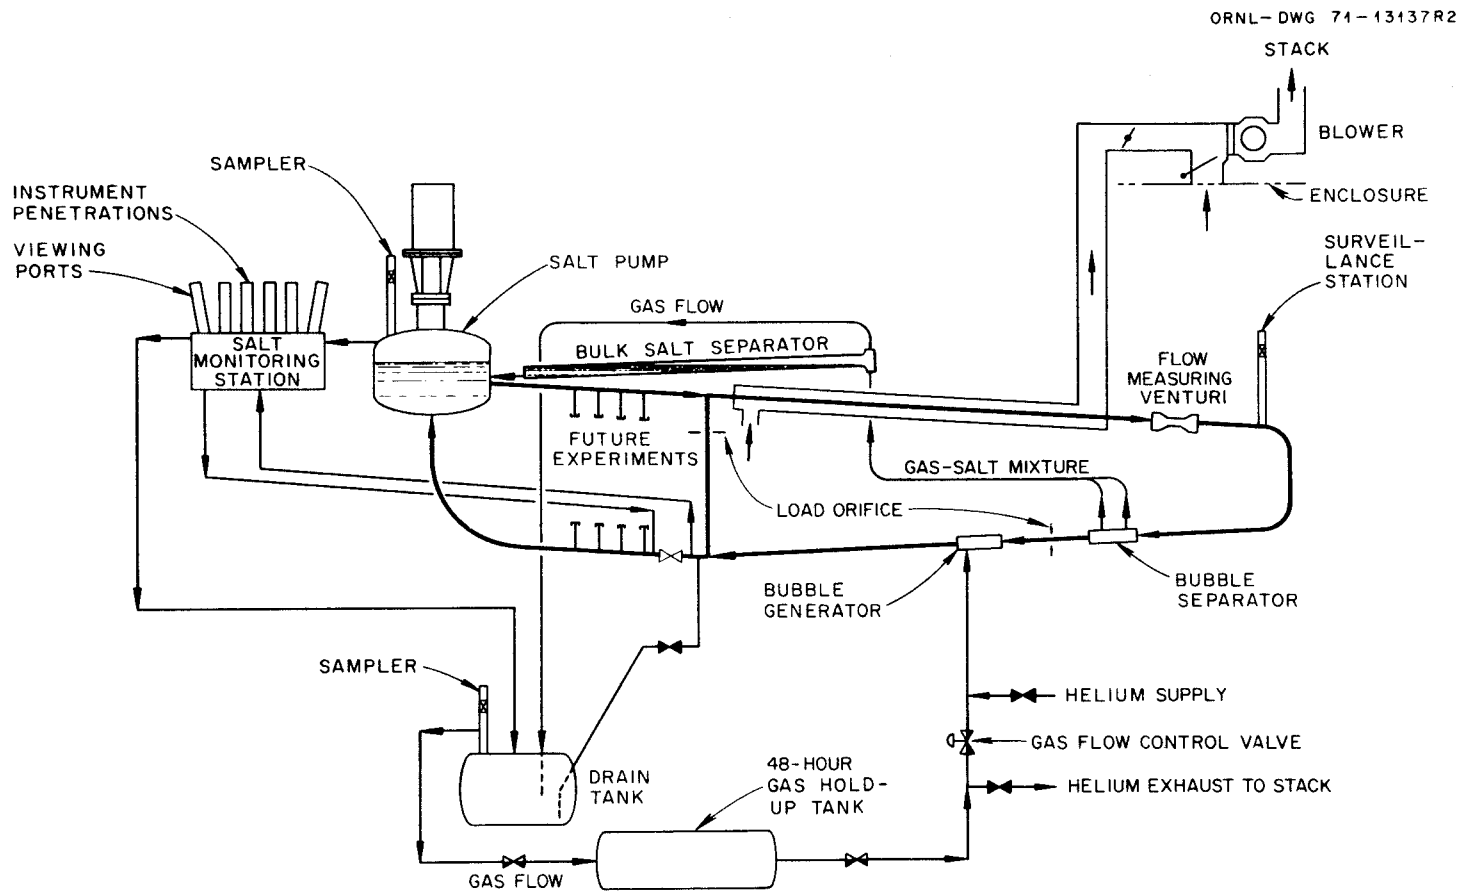 ORNL-DWG 71-13137R2
STACK
BLOWER
ENCLOSURE
SURVEIL-
LANCE
STATION
SAMPLER
INSTRUMENT
PENETRATIONS
VIEWING
PORTS
SALT PUMP
GAS FLOW
BULK SALT SEPARATOR
SALT
MONITORING
STATION
FLOW
MEASURING
VENTURI
FUTURE
EXPERIMENTS
GAS-SALT MIXTURE
LOAD ORIFICE
BUBBLE
GENERATOR
BUBBLE
SEPARATOR
SAMPLER
HELIUM SUPPLY
GAS FLOW CONTROL VALVE
HELIUM EXHAUST TO STACK
DRAIN
TANK
48-HOUR
GAS HOLD-
UP TANK
GAS FLOW